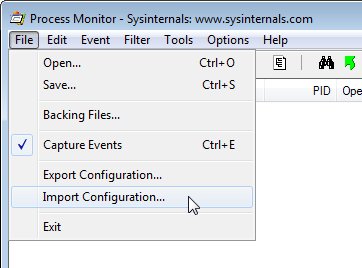 Process Monitor - Sysinternals: www.sysinternals.com
File Edit Event Filter Tools Options Help
Open... Ctrl+O
Save... Ctrl+S
PID Ope
Backing Files...
Capture Events Ctrl+E
Export Configuration...
Import Configuration...
Exit